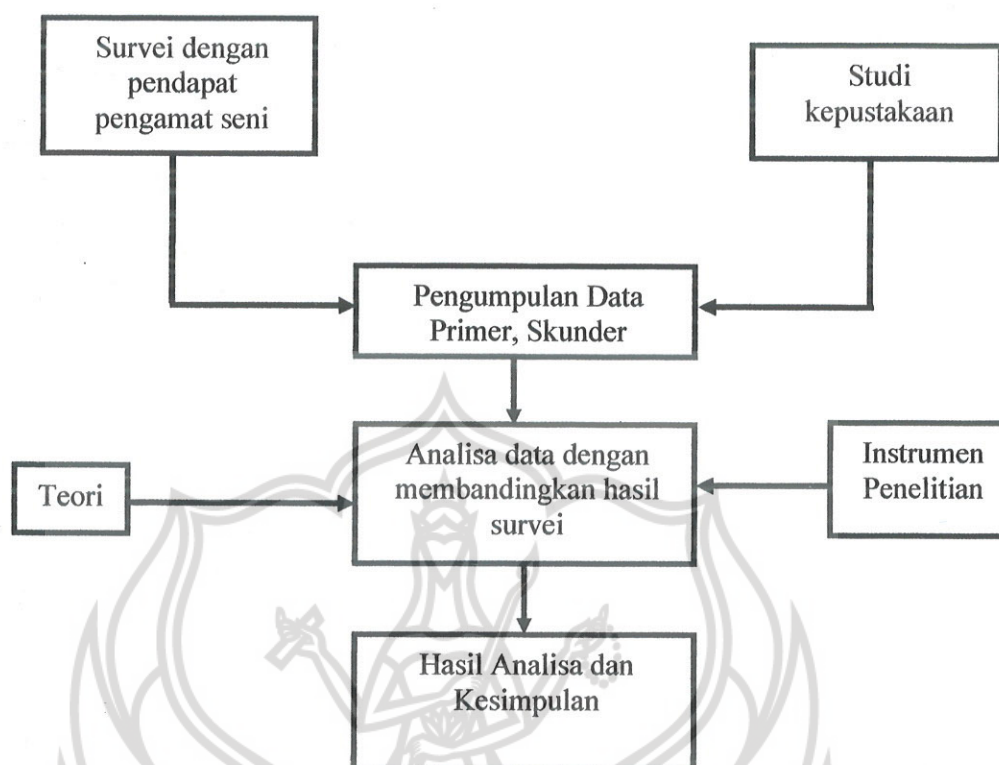 Survei dengan
pendapat
pengamat seni
Studi
kepustakaan
Pengumpulan Data
Primer, Skunder
Teori
Analisa data dengan
membandingkan hasil
survei
Instrumen
Penelitian
Hasil Analisa dan
Kesimpulan